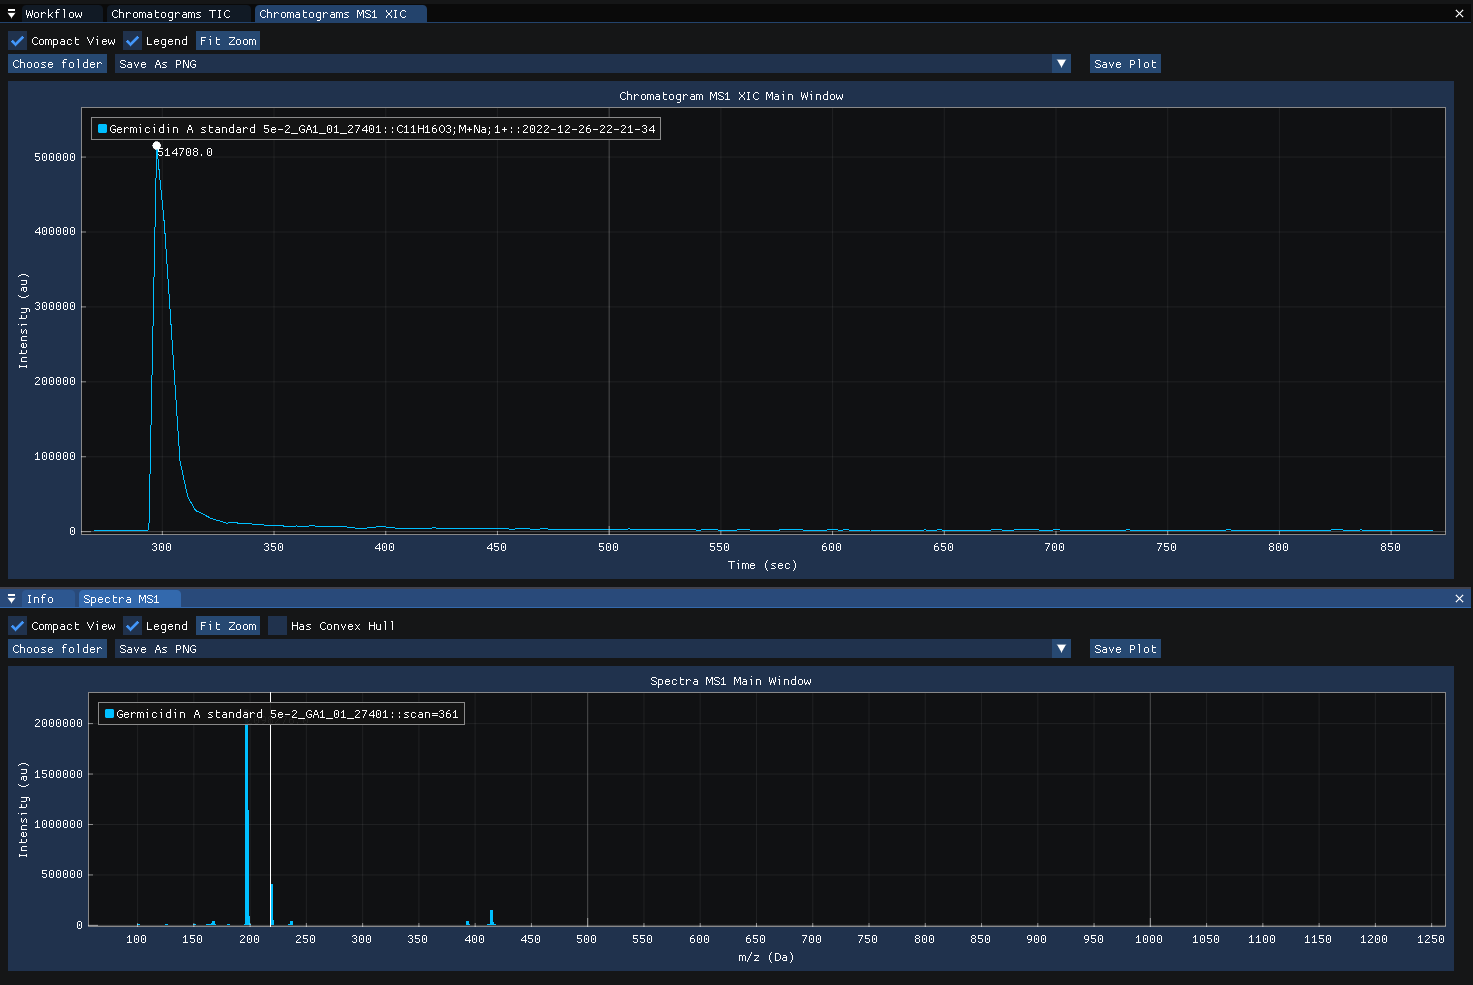 Workflow Chromatograms TIC Chromatograms MS1 XIC
Compact View Legend Fit Zoom
Choose folder Save As PNG Save Plot
Chromatogram MS1 XIC Main Window
Germicidin A standard 5e-2_GA1_01_27401::C11H16O3;M+Na;1+::2022-12-26-22-21-34
514708.0
500000
400000
300000
200000
100000
0
Intensity (au)
300 350 400 450 500 550 600 650 700 750 800 850
Time (sec)
Info Spectra MS1
Compact View Legend Fit Zoom Has Convex Hull
Choose folder Save As PNG Save Plot
Spectra MS1 Main Window
Germicidin A standard 5e-2_GA1_01_27401::scan=361
2000000
1500000
1000000
500000
0
Intensity (au)
100 150 200 250 300 350 400 450 500 550 600 650 700 750 800 850 900 950 1000 1050 1100 1150 1200 1250
m/z (Da)